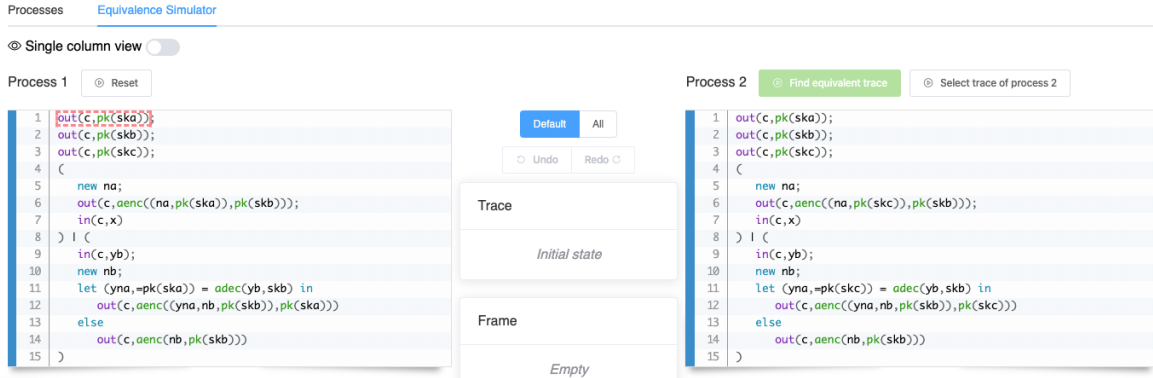 Processes Equivalence Simulator
Single column view
Process 1 Reset
1 out(c,pk(ska));
2 out(c,pk(skb));
3 out(c,pk(skc));
4 (
5 new na;
6 out(c,aenc((na,pk(ska)),pk(skb)));
7 in(c,x)
8 ) | (
9 in(c,yb);
10 new nb;
11 let (yna,=pk(ska)) = adec(yb,skb) in
12 out(c,aenc((yna,nb,pk(skb)),pk(ska)))
13 else
14 out(c,aenc(nb,pk(skb)))
15 )
Default All
Undo Redo
Trace
Initial state
Frame
Empty
Process 2 Find equivalent trace Select trace of process 2
1 out(c,pk(ska));
2 out(c,pk(skb));
3 out(c,pk(skc));
4 (
5 new na;
6 out(c,aenc((na,pk(skc)),pk(skb)));
7 in(c,x)
8 ) | (
9 in(c,yb);
10 new nb;
11 let (yna,=pk(skc)) = adec(yb,skb) in
12 out(c,aenc((yna,nb,pk(skb)),pk(skc)))
13 else
14 out(c,aenc(nb,pk(skb)))
15 )